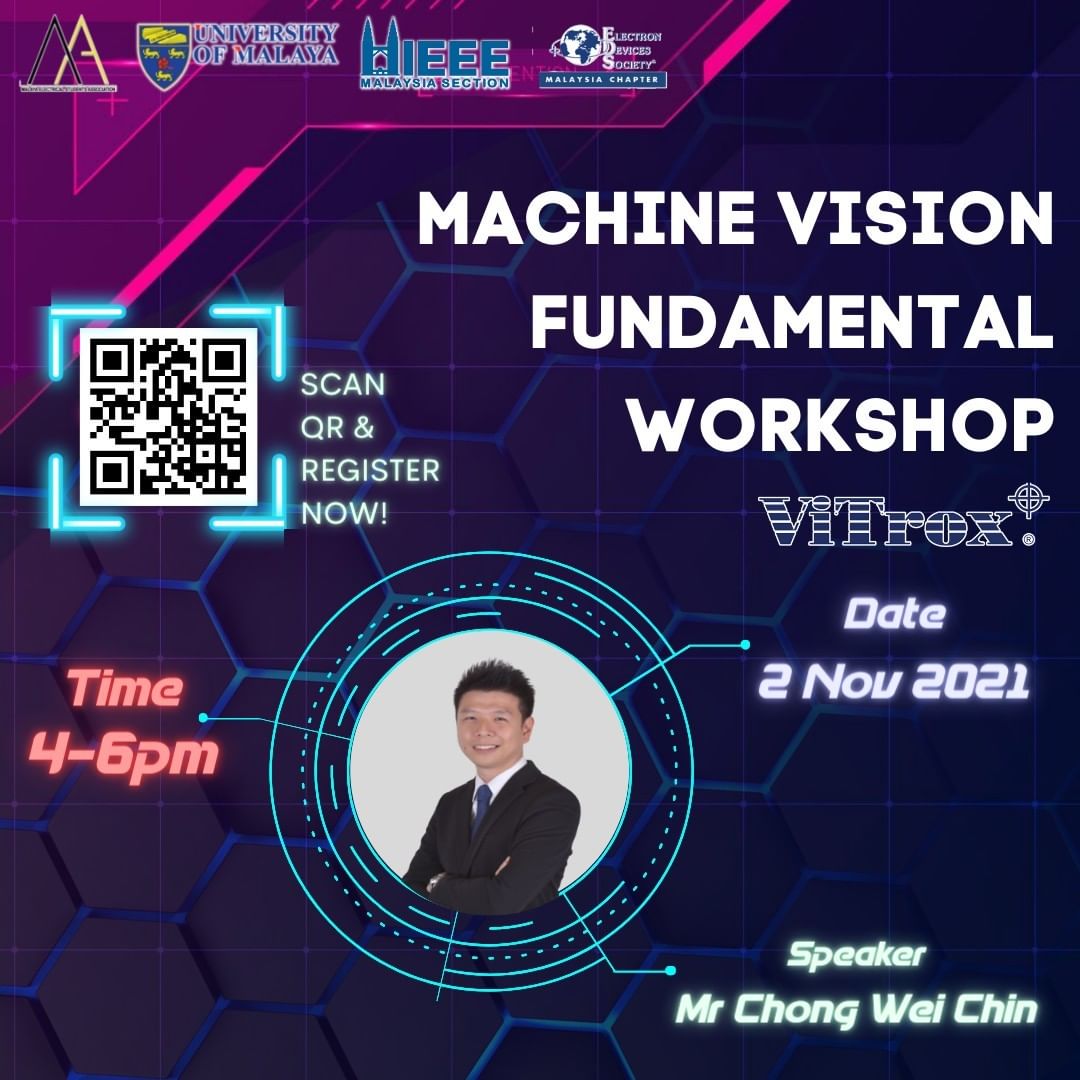 UNIVERSITY
OF MALAYA
IEEE
MALAYSIA SECTION
ELECTRON
DEVICES
SOCIETY®
MALAYSIA CHAPTER
MACHINE VISION
FUNDAMENTAL
WORKSHOP
ViTrox®
SCAN
QR &
REGISTER
NOW!
Date
2 Nov 2021
Time
4-6pm
Speaker
Mr Chong Wei Chin